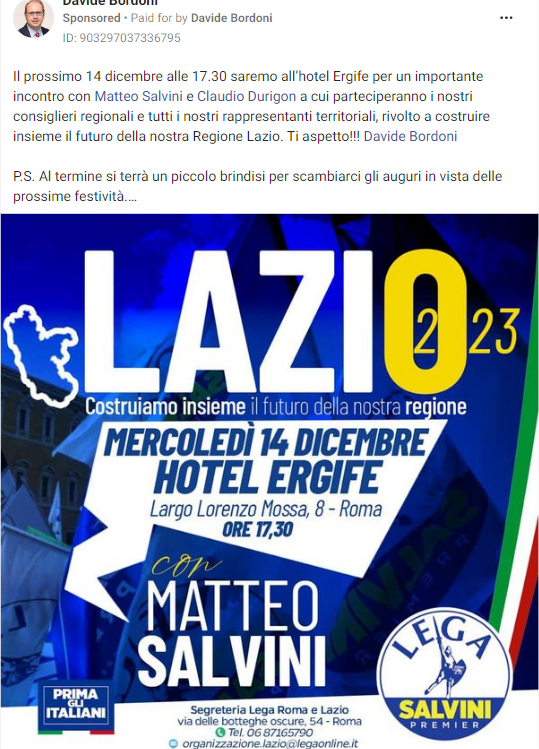 Davide Bordoni
Sponsored • Paid for by Davide Bordoni
ID: 903297037336795
Il prossimo 14 dicembre alle 17.30 saremo all'hotel Ergife per un importante
incontro con Matteo Salvini e Claudio Durigon a cui parteciperanno i nostri
consiglieri regionali e tutti i nostri rappresentanti territoriali, rivolto a costruire
insieme il futuro della nostra Regione Lazio. Ti aspetto!!! Davide Bordoni
P.S. Al termine si terrà un piccolo brindisi per scambiarci gli auguri in vista delle
prossime festività....
LAZIO
2023
Costruiamo insieme il futuro della nostra regione
MERCOLEDÌ 14 DICEMBRE
HOTEL ERGIFE
Largo Lorenzo Mossa, 8 - Roma
ORE 17,30
con
MATTEO
SALVINI
LEGA
SALVINI
PREMIER
PRIMA
GLI
ITALIANI
Segreteria Lega Roma e Lazio
via delle botteghe oscure, 54 - Roma
Tel. 06 87165790
organizzazione.lazio@legaonline.it